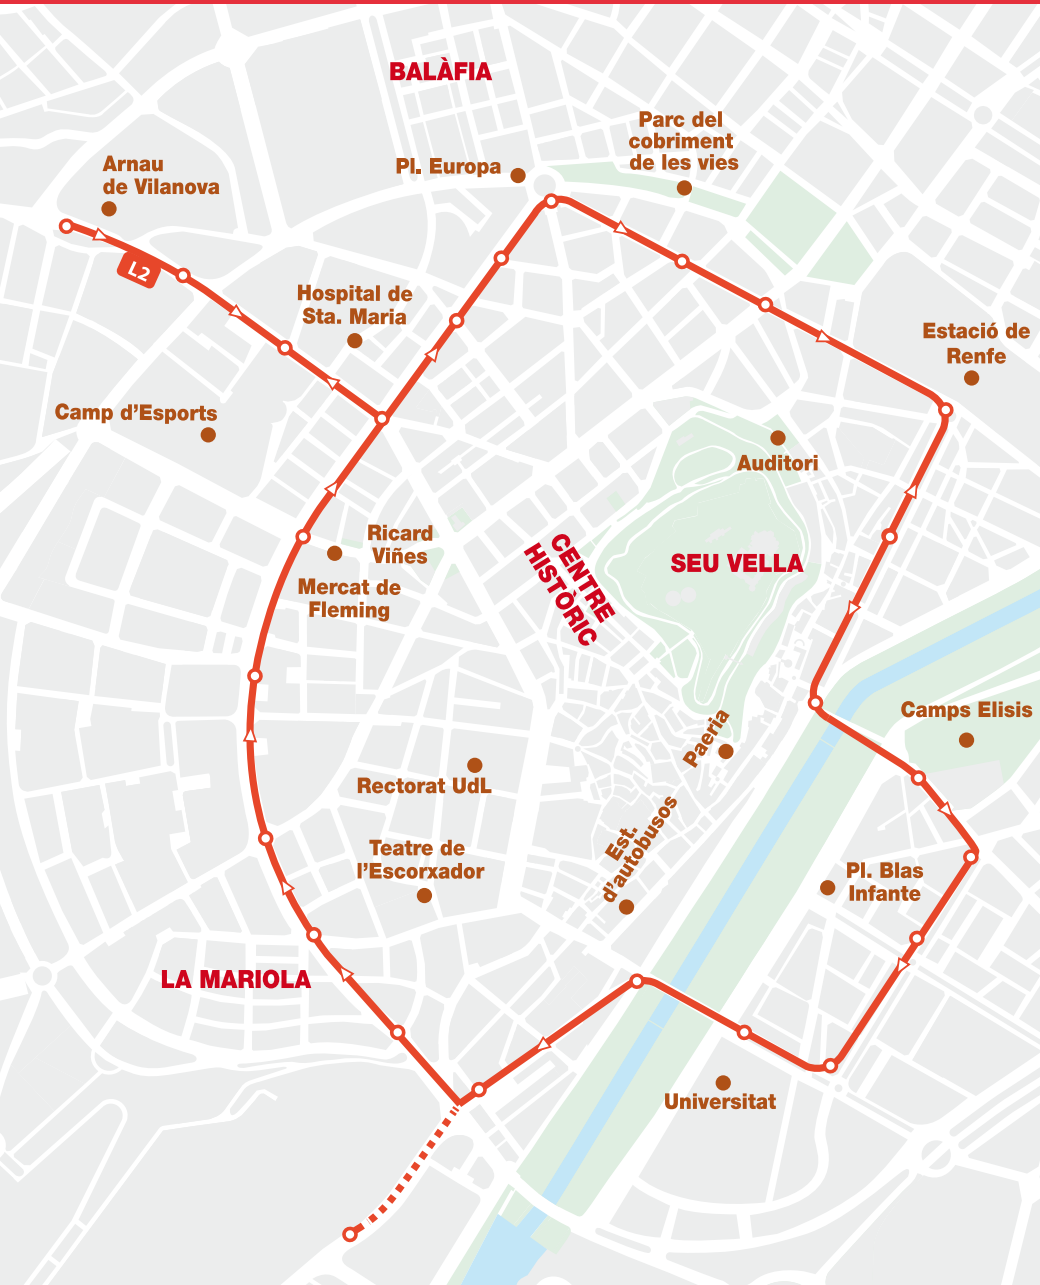 BALÀFIA
Parc del
cobriment
de les vies
Arnau
de Vilanova
Pl. Europa
L2
Hospital de
Sta. Maria
Estació de
Renfe
Camp d'Esports
Auditori
Ricard
Viñes
CENTRE
HISTÒRIC
SEU VELLA
Mercat de
Fleming
Camps Elisis
Paeria
Rectorat UdL
Est.
d'autobusos
Teatre de
l'Escorxador
Pl. Blas
Infante
LA MARIOLA
Universitat